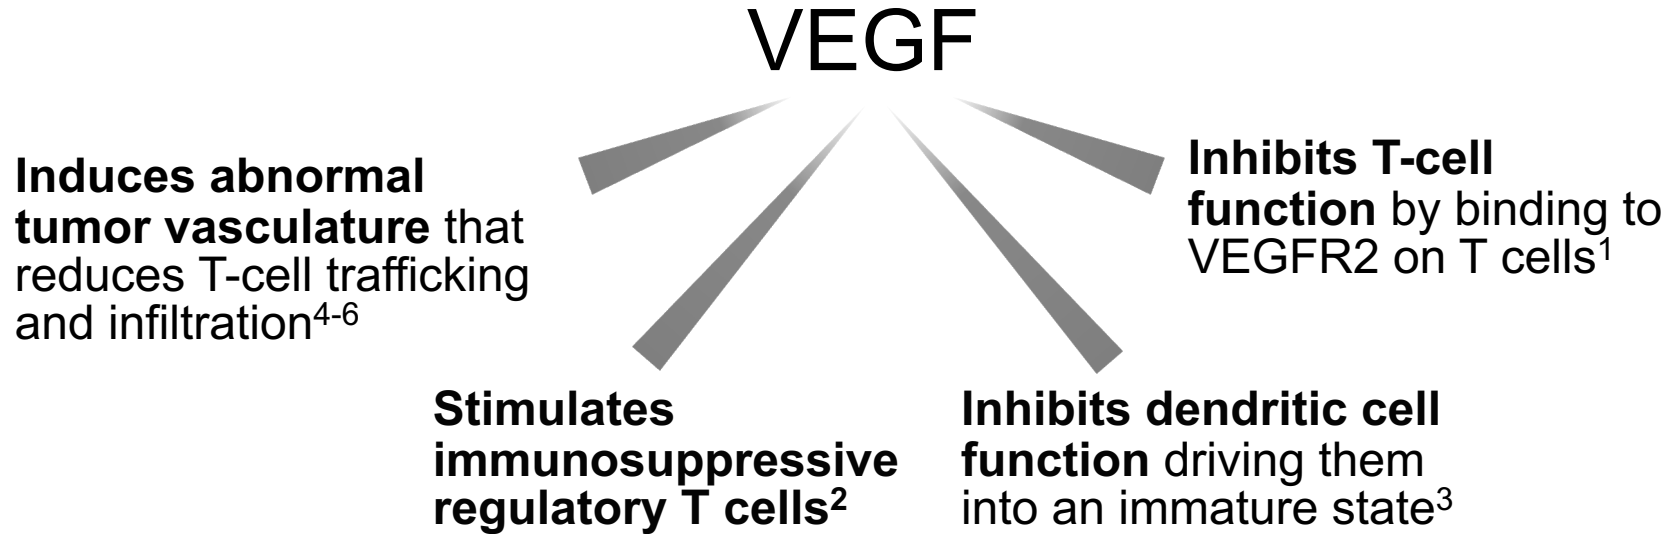 VEGF
Induces abnormal
tumor vasculature that
reduces T-cell trafficking
and infiltration⁴⁻⁶
Stimulates
immunosuppressive
regulatory T cells²
Inhibits dendritic cell
function driving them
into an immature state³
Inhibits T-cell
function by binding to
VEGFR2 on T cells¹